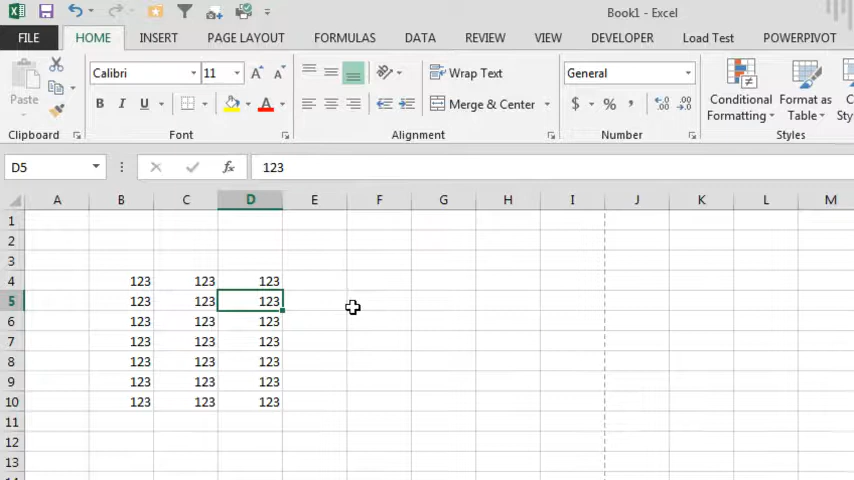 Book1 - Excel
FILE HOME INSERT PAGE LAYOUT FORMULAS DATA REVIEW VIEW DEVELOPER Load Test POWERPIVOT
Calibri 11 Wrap Text General
Paste B I U Merge & Center $ % , Conditional Formatting Format as Table
Clipboard Font Alignment Number Styles
D5 fx 123
A B C D E F G H I J K L M
1
2
3
4 123 123 123
5 123 123 123
6 123 123 123
7 123 123 123
8 123 123 123
9 123 123 123
10 123 123 123
11
12
13